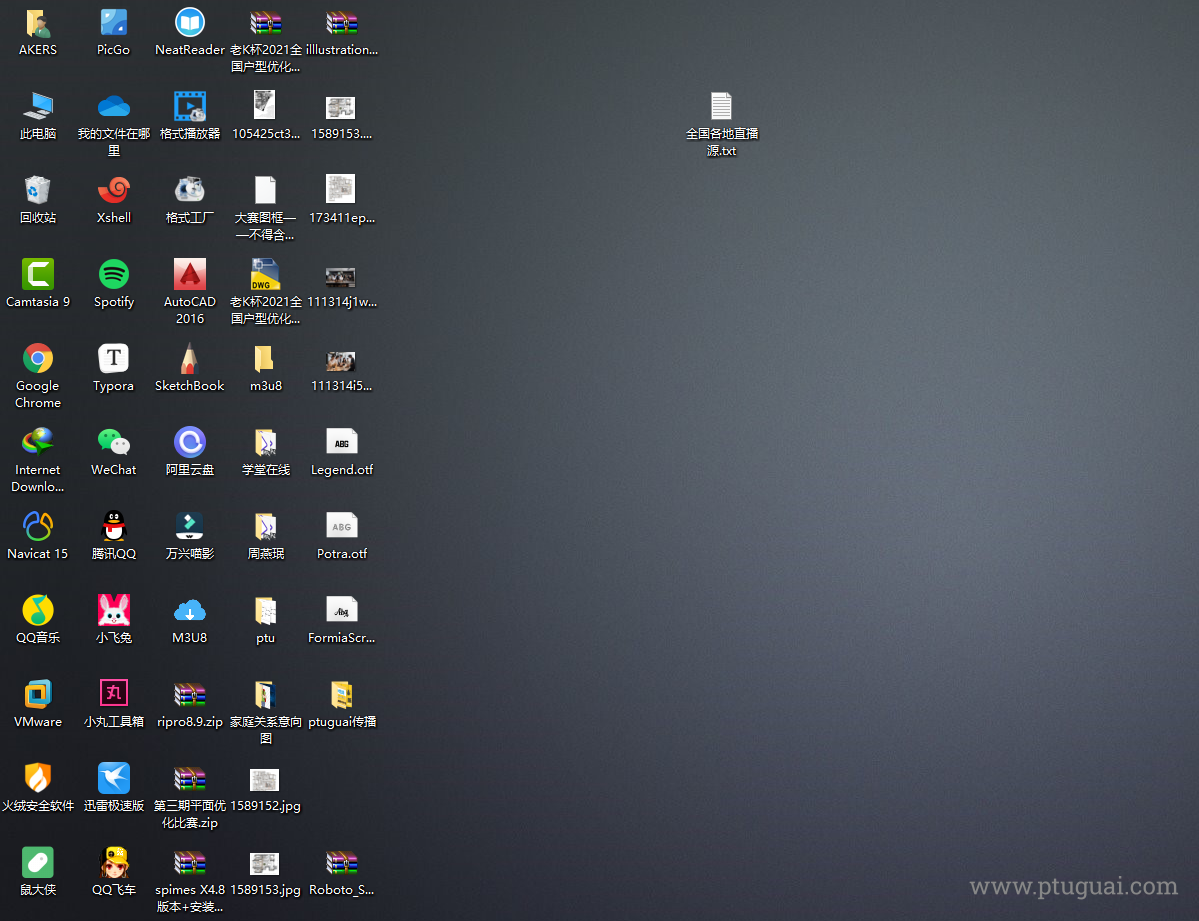 AKERS
PicGo
NeatReader
老K杯2021全
国户型优化...
illlustration...
此电脑
我的文件在哪
里
格式播放器
105425ct3...
1589153....
全国各地直播
源.txt
回收站
Xshell
格式工厂
大赛图框—
—不得含...
173411ep...
Camtasia 9
Spotify
AutoCAD
2016
DWG
老K杯2021全
国户型优化...
111314j1w...
Google
Chrome
T
Typora
SketchBook
m3u8
111314i5...
Internet
Downlo...
WeChat
阿里云盘
学堂在线
ABG
Legend.otf
Navicat 15
腾讯QQ
万兴喵影
周燕珉
ABG
Potra.otf
QQ音乐
小飞兔
M3U8
ptu
Abg
FormiaScr...
VMware
丸
小丸工具箱
ripro8.9.zip
家庭关系意向
图
ptuguai传播
火绒安全软件
迅雷极速版
第三期平面优
化比赛.zip
1589152.jpg
鼠大侠
QQ飞车
spimes X4.8
版本+安装...
1589153.jpg
Roboto_S...
www.ptuguai.com